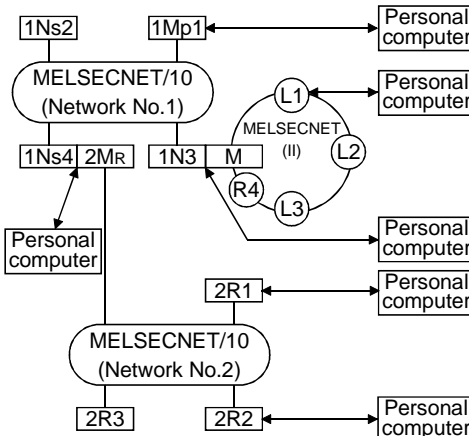 1Ns2
1Mp1
Personal
computer
MELSECNET/10
(Network No.1)
L1
Personal
computer
MELSECNET
(II)
L2
1Ns4
2MR
1N3
M
R4
L3
Personal
computer
Personal
computer
2R1
Personal
computer
MELSECNET/10
(Network No.2)
2R3
2R2
Personal
computer